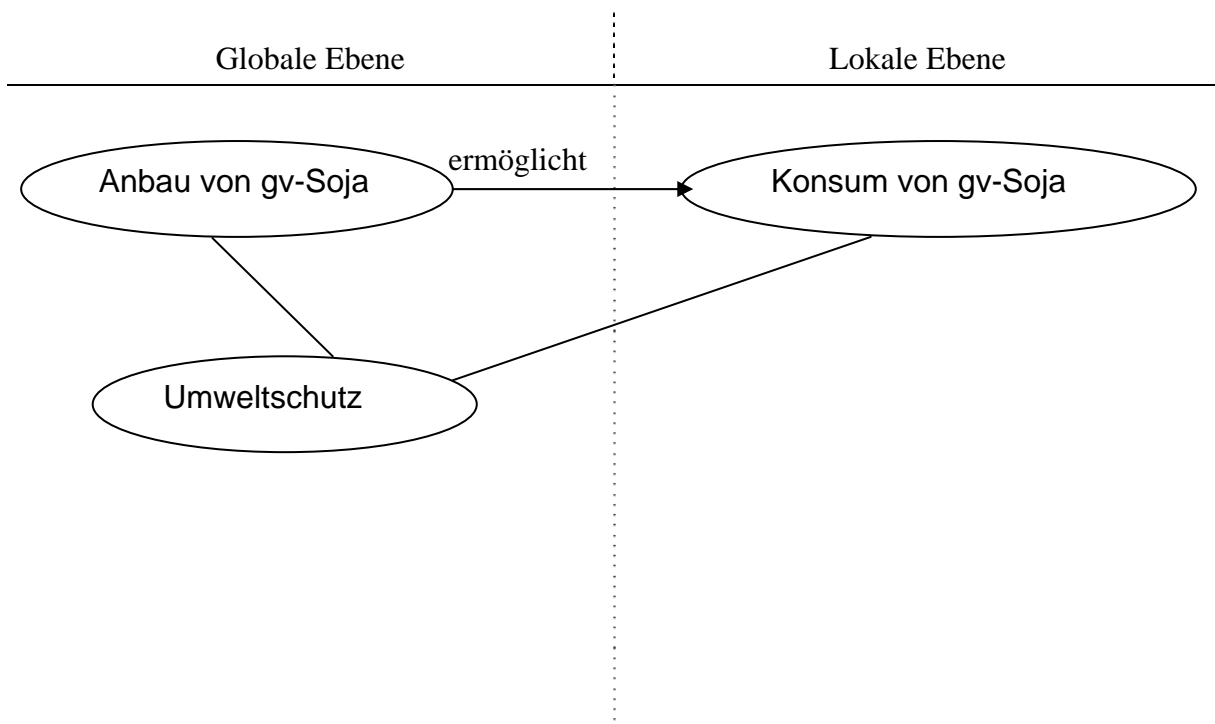 Globale Ebene
Lokale Ebene
ermöglicht
Anbau von gv-Soja
Konsum von gv-Soja
Umweltschutz